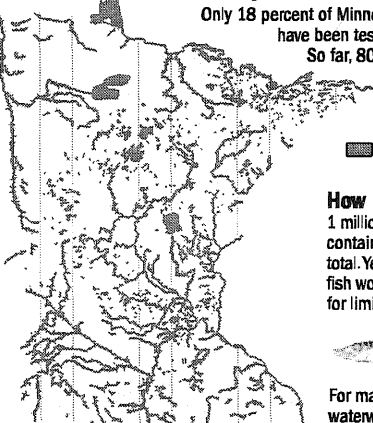 Only 18 percent of Minne
have been tes
So far, 80
How
1 millio
contain
total. Ye
fish wo
for limi
For ma
waterw